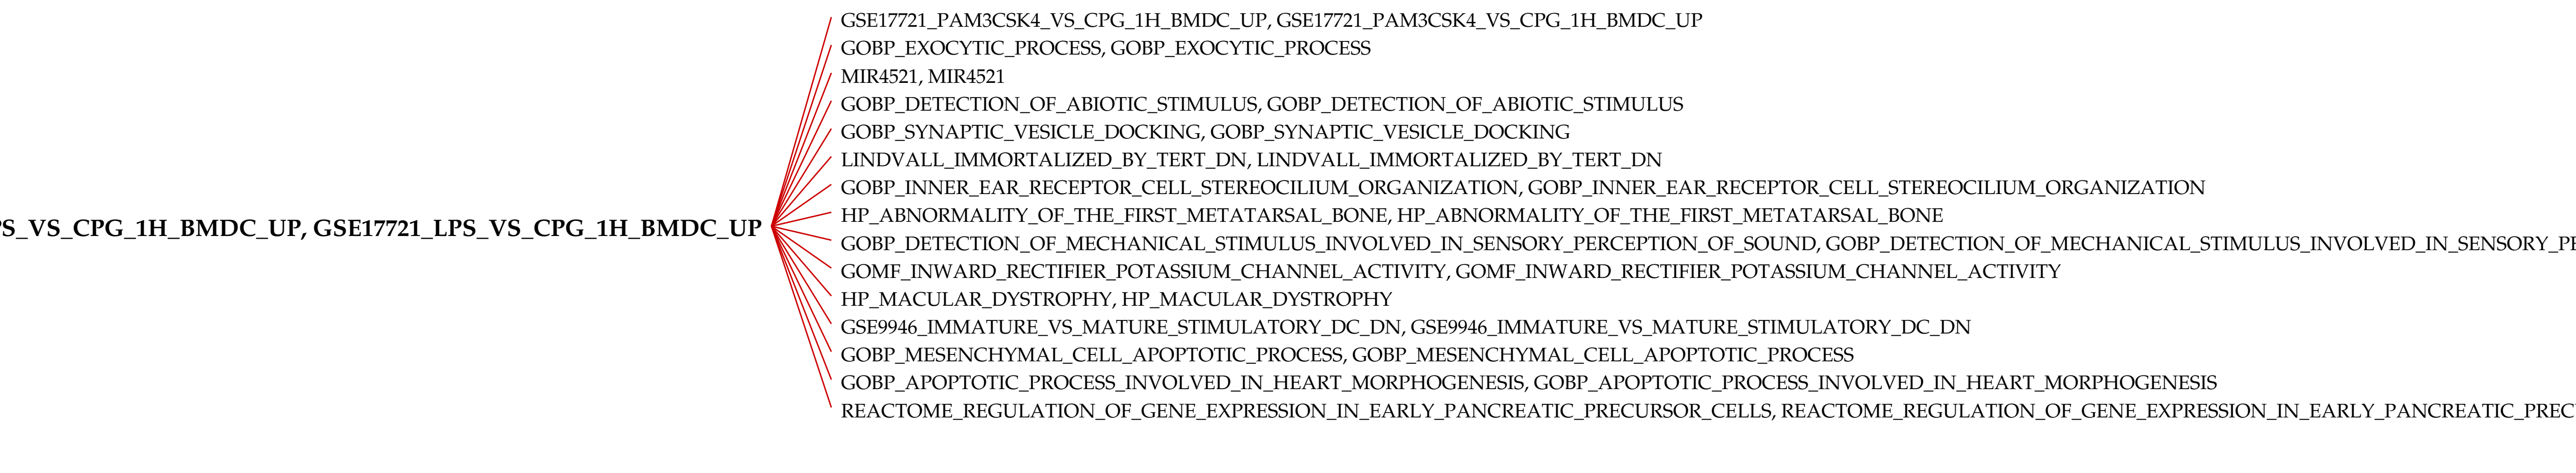 GSE17721_PAM3CSK4_VS_CPG_1H_BMDC_UP, GSE17721_PAM3CSK4_VS_CPG_1H_BMDC_UP
GOBP_EXOCYTIC_PROCESS, GOBP_EXOCYTIC_PROCESS
MIR4521, MIR4521
GOBP_DETECTION_OF_ABIOTIC_STIMULUS, GOBP_DETECTION_OF_ABIOTIC_STIMULUS
GOBP_SYNAPTIC_VESICLE_DOCKING, GOBP_SYNAPTIC_VESICLE_DOCKING
LINDVALL_IMMORTALIZED_BY_TERT_DN, LINDVALL_IMMORTALIZED_BY_TERT_DN
GOBP_INNER_EAR_RECEPTOR_CELL_STEREOCILIUM_ORGANIZATION, GOBP_INNER_EAR_RECEPTOR_CELL_STEREOCILIUM_ORGANIZATION
HP_ABNORMALITY_OF_THE_FIRST_METATARSAL_BONE, HP_ABNORMALITY_OF_THE_FIRST_METATARSAL_BONE
S_VS_CPG_1H_BMDC_UP, GSE17721_LPS_VS_CPG_1H_BMDC_UP
GOBP_DETECTION_OF_MECHANICAL_STIMULUS_INVOLVED_IN_SENSORY_PERCEPTION_OF_SOUND, GOBP_DETECTION_OF_MECHANICAL_STIMULUS_INVOLVED_IN_SENSORY_PE
GOMF_INWARD_RECTIFIER_POTASSIUM_CHANNEL_ACTIVITY, GOMF_INWARD_RECTIFIER_POTASSIUM_CHANNEL_ACTIVITY
HP_MACULAR_DYSTROPHY, HP_MACULAR_DYSTROPHY
GSE9946_IMMATURE_VS_MATURE_STIMULATORY_DC_DN, GSE9946_IMMATURE_VS_MATURE_STIMULATORY_DC_DN
GOBP_MESENCHYMAL_CELL_APOPTOTIC_PROCESS, GOBP_MESENCHYMAL_CELL_APOPTOTIC_PROCESS
GOBP_APOPTOTIC_PROCESS_INVOLVED_IN_HEART_MORPHOGENESIS, GOBP_APOPTOTIC_PROCESS_INVOLVED_IN_HEART_MORPHOGENESIS
REACTOME_REGULATION_OF_GENE_EXPRESSION_IN_EARLY_PANCREATIC_PRECURSOR_CELLS, REACTOME_REGULATION_OF_GENE_EXPRESSION_IN_EARLY_PANCREATIC_PREC